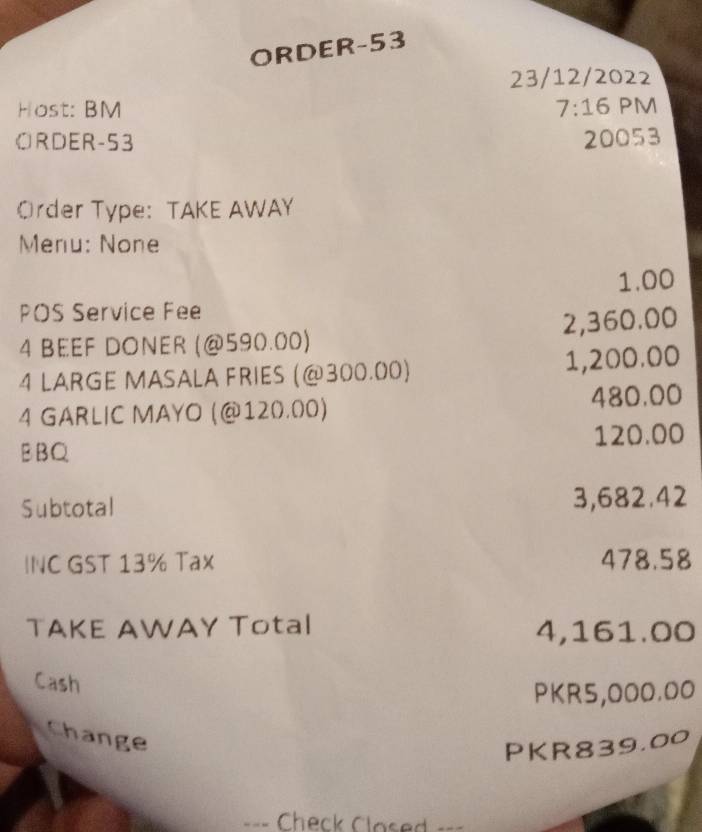 ORDER-53
23/12/2022
Host: BM 7:16 PM
ORDER-53 20053
Order Type: TAKE AWAY
Menu: None
POS Service Fee 1.00
4 BEEF DONER (@590.00) 2,360.00
4 LARGE MASALA FRIES (@300.00) 1,200.00
4 GARLIC MAYO (@120.00) 480.00
BBQ 120.00
Subtotal 3,682.42
INC GST 13% Tax 478.58
TAKE AWAY Total 4,161.00
Cash PKR5,000.00
Change PKR839.00
--- Check Closed ---